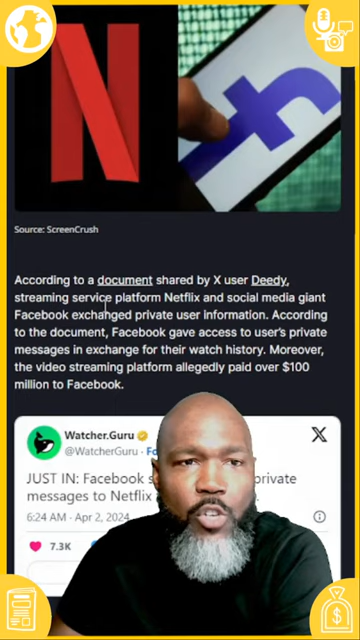 N
f
Source: ScreenCrush
According to a document shared by X user Deedy,
streaming service platform Netflix and social media giant
Facebook exchanged private user information. According
to the document, Facebook gave access to user's private
messages in exchange for their watch history. Moreover,
the video streaming platform allegedly paid over $100
million to Facebook.
Watcher.Guru
X
@WatcherGuru ·
JUST IN: Facebook private
messages to Netflix
6:24 AM · Apr 2, 2024
7.3K
$